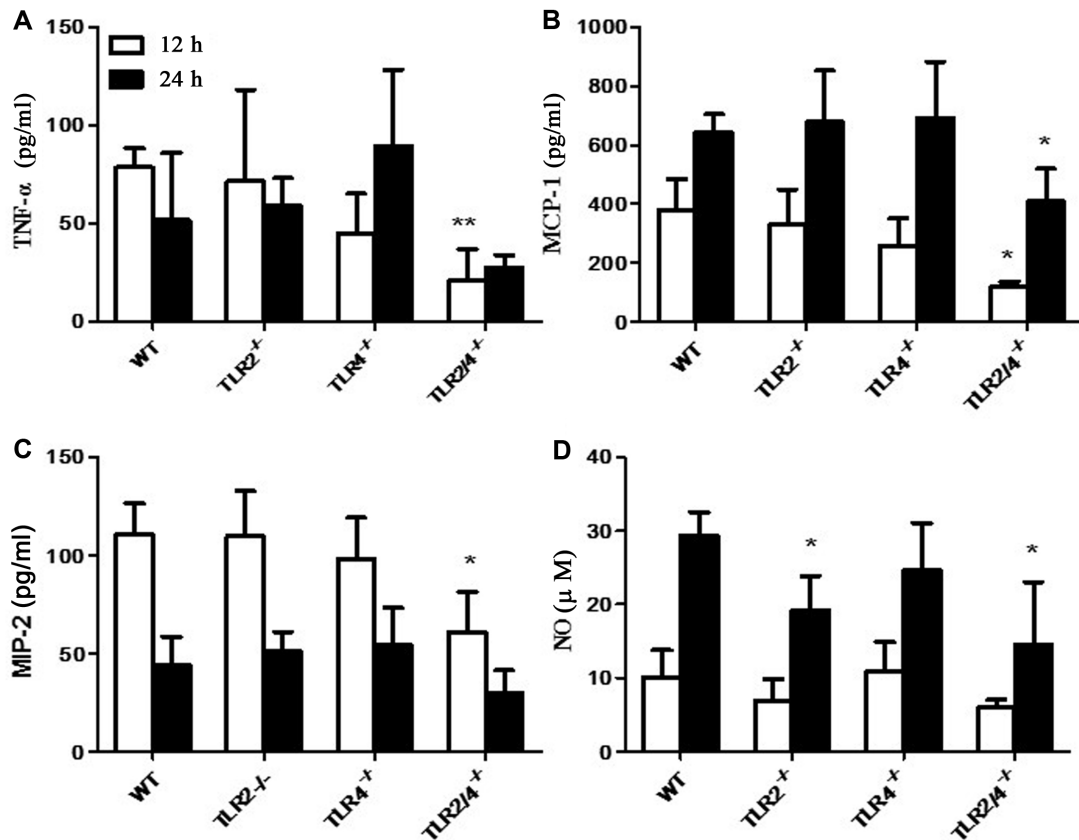 A
TNF-α (pg/ml)
150
100
50
0
12 h
24 h
**
WT
TLR2-/-
TLR4-/-
TLR2/4-/-
B
MCP-1 (pg/ml)
1000
800
600
400
200
0
*
*
WT
TLR2-/-
TLR4-/-
TLR2/4-/-
C
MIP-2 (pg/ml)
150
100
50
0
*
WT
TLR2-/-
TLR4-/-
TLR2/4-/-
D
NO (μ M)
40
30
20
10
0
*
*
WT
TLR2-/-
TLR4-/-
TLR2/4-/-